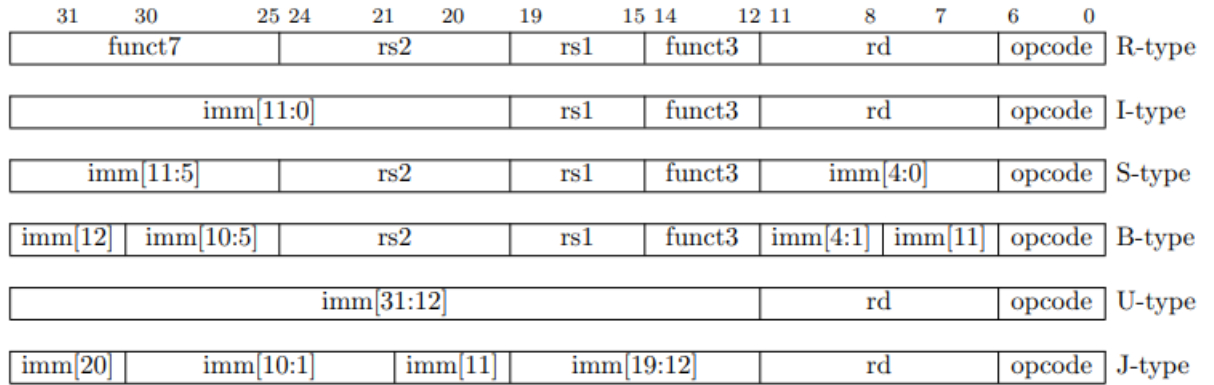 31 30 25 24 21 20 19 15 14 12 11 8 7 6 0
funct7 rs2 rs1 funct3 rd opcode R-type
imm[11:0] rs1 funct3 rd opcode I-type
imm[11:5] rs2 rs1 funct3 imm[4:0] opcode S-type
imm[12] imm[10:5] rs2 rs1 funct3 imm[4:1] imm[11] opcode B-type
imm[31:12] rd opcode U-type
imm[20] imm[10:1] imm[11] imm[19:12] rd opcode J-type